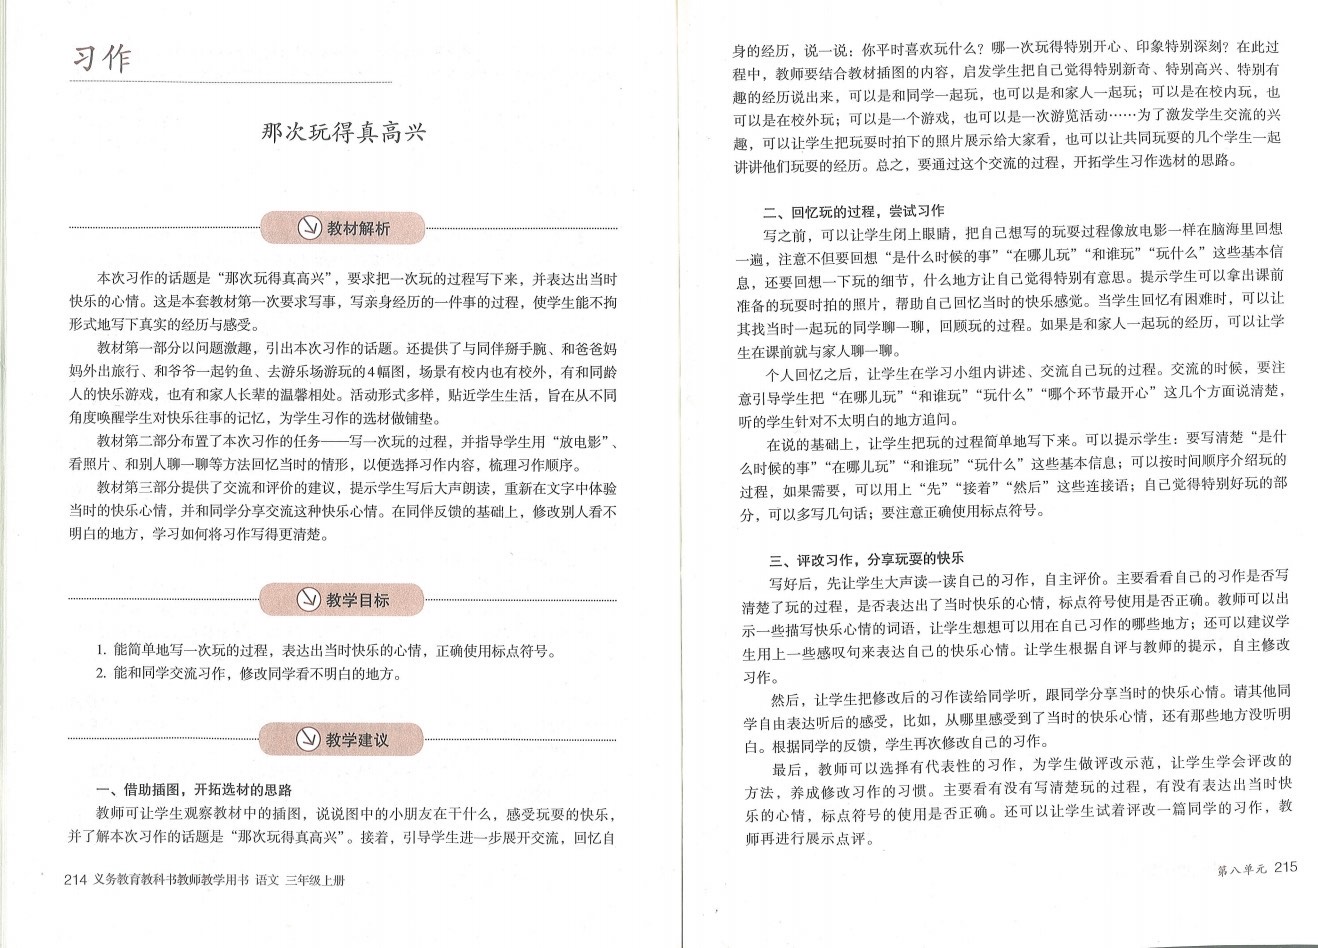 习作
那次玩得真高兴
教材解析
本次习作的话题是“那次玩得真高兴”，要求把一次玩的过程写下来，并表达出当时
快乐的心情。这是本套教材第一次要求写事，写亲身经历的一件事的过程，使学生能不拘
形式地写下真实的经历与感受。
教材第一部分以问题激趣，引出本次习作的话题。还提供了与同伴掰手腕、和爸爸妈
妈外出旅行、和爷爷一起钓鱼、去游乐场游玩的4幅图，场景有校内也有校外，有和同龄
人的快乐游戏，也有和家人长辈的温馨相处。活动形式多样，贴近学生生活，旨在从不同
角度唤醒学生对快乐往事的记忆，为学生习作的选材做铺垫。
教材第二部分布置了本次习作的任务——写一次玩的过程，并指导学生用“放电影”、
看照片、和别人聊一聊等方法回忆当时的情形，以便选择习作内容，梳理习作顺序。
教材第三部分提供了交流和评价的建议，提示学生写后大声朗读，重新在文字中体验
当时的快乐心情，并和同学分享交流这种快乐心情。在同伴反馈的基础上，修改别人看不
明白的地方，学习如何将习作写得更清楚。
教学目标
1. 能简单地写一次玩的过程，表达出当时快乐的心情，正确使用标点符号。
2. 能和同学交流习作，修改同学看不明白的地方。
教学建议
一、借助插图，开拓选材的思路
教师可让学生观察教材中的插图，说说图中的小朋友在干什么，感受玩耍的快乐，
并了解本次习作的话题是“那次玩得真高兴”。接着，引导学生进一步展开交流，回忆自
214 义务教育教科书教师教学用书 语文 三年级上册
身的经历，说一说：你平时喜欢玩什么？哪一次玩得特别开心、印象特别深刻？在此过
程中，教师要结合教材插图的内容，启发学生把自己觉得特别新奇、特别高兴、特别有
趣的经历说出来，可以是和同学一起玩，也可以是和家人一起玩；可以是在校内玩，也
可以是在校外玩；可以是一个游戏，也可以是一次游览活动……为了激发学生交流的兴
趣，可以让学生把玩耍时拍下的照片展示给大家看，也可以让共同玩耍的几个学生一起
讲讲他们玩耍的经历。总之，要通过这个交流的过程，开拓学生习作选材的思路。
二、回忆玩的过程，尝试习作
写之前，可以让学生闭上眼睛，把自己想写的玩耍过程像放电影一样在脑海里回想
一遍，注意不但要回想“是什么时候的事”“在哪儿玩”“和谁玩”“玩什么”这些基本信
息，还要回想一下玩的细节，什么地方让自己觉得特别有意思。提示学生可以拿出课前
准备的玩耍时拍的照片，帮助自己回忆当时的快乐感觉。当学生回忆有困难时，可以让
其找当时一起玩的同学聊一聊，回顾玩的过程。如果是和家人一起玩的经历，可以让学
生在课前就与家人聊一聊。
个人回忆之后，让学生在学习小组内讲述、交流自己玩的过程。交流的时候，要注
意引导学生把“在哪儿玩”“和谁玩”“玩什么”“哪个环节最开心”这几个方面说清楚，
听的学生针对不太明白的地方追问。
在说的基础上，让学生把玩的过程简单地写下来。可以提示学生：要写清楚“是什
么时候的事”“在哪儿玩”“和谁玩”“玩什么”这些基本信息；可以按时间顺序介绍玩的
过程，如果需要，可以用上“先”“接着”“然后”这些连接语；自己觉得特别好玩的部
分，可以多写几句话；要注意正确使用标点符号。
三、评改习作，分享玩耍的快乐
写好后，先让学生大声读一读自己的习作，自主评价。主要看看自己的习作是否写
清楚了玩的过程，是否表达出了当时快乐的心情，标点符号使用是否正确。教师可以出
示一些描写快乐心情的词语，让学生想想可以用在自己习作的哪些地方；还可以建议学
生用上一些感叹句来表达自己的快乐心情。让学生根据自评与教师的提示，自主修改
习作。
然后，让学生把修改后的习作读给同学听，跟同学分享当时的快乐心情。请其他同
学自由表达听后的感受，比如，从哪里感受到了当时的快乐心情，还有那些地方没听明
白。根据同学的反馈，学生再次修改自己的习作。
最后，教师可以选择有代表性的习作，为学生做评改示范，让学生学会评改的
方法，养成修改习作的习惯。主要看有没有写清楚玩的过程，有没有表达出当时快
乐的心情，标点符号的使用是否正确。还可以让学生试着评改一篇同学的习作，教
师再进行展示点评。
第八单元 215